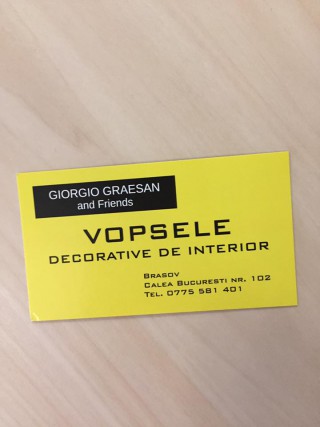 GIORGIO GRAESAN
and Friends
VOPSELE
DECORATIVE DE INTERIOR
BRASOV
CALEA BUCURESTI NR. 102
TEL. 0775 581 401